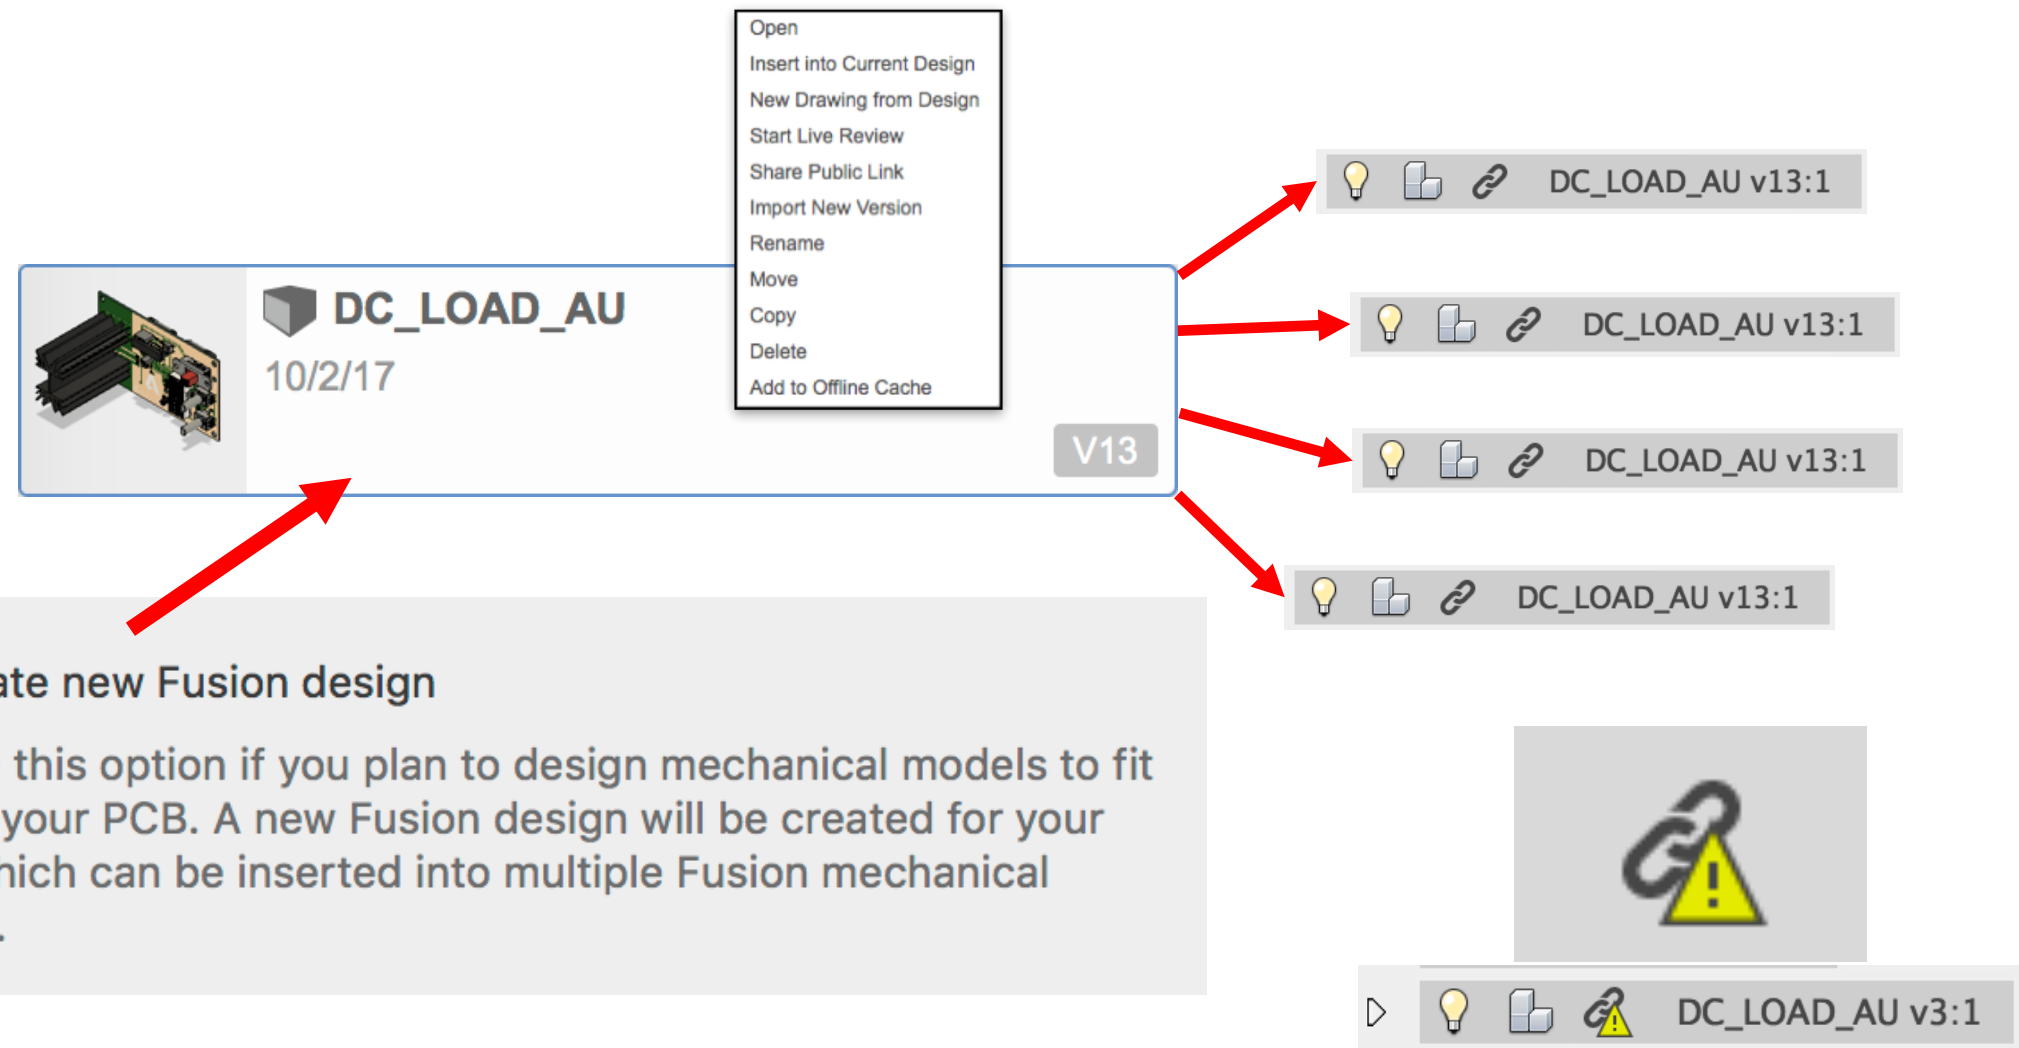 Open
Insert into Current Design
New Drawing from Design
Start Live Review
Share Public Link
Import New Version
Rename
Move
Copy
Delete
Add to Offline Cache
DC_LOAD_AU
10/2/17
V13
DC_LOAD_AU v13:1
DC_LOAD_AU v13:1
DC_LOAD_AU v13:1
DC_LOAD_AU v13:1
ate new Fusion design
this option if you plan to design mechanical models to fit
your PCB. A new Fusion design will be created for your
hich can be inserted into multiple Fusion mechanical
.
DC_LOAD_AU v3:1